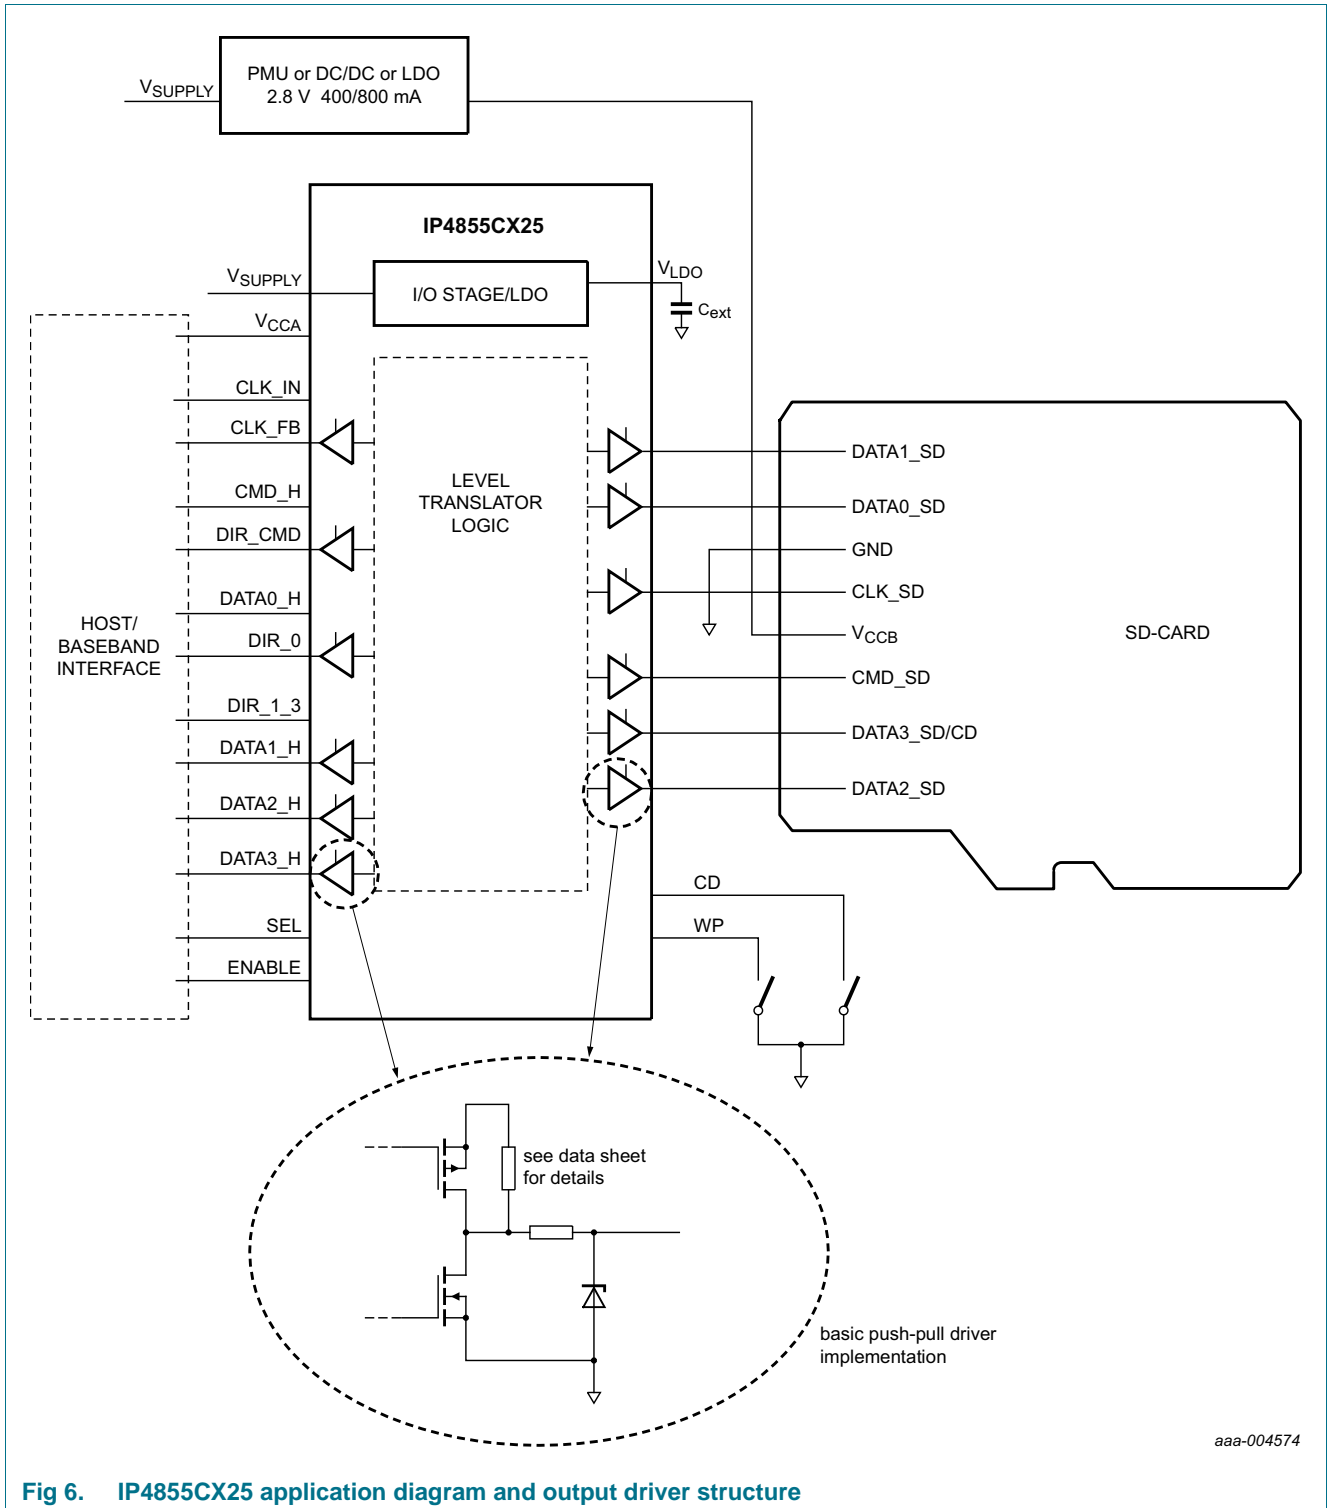 PMU or DC/DC or LDO
2.8 V 400/800 mA
VSUPPLY
IP4855CX25
VSUPPLY
I/O STAGE/LDO
VLDO
Cext
VCCA
CLK_IN
CLK_FB
CMD_H
DIR_CMD
DATA0_H
DIR_0
DIR_1_3
DATA1_H
DATA2_H
DATA3_H
SEL
ENABLE
HOST/
BASEBAND
INTERFACE
LEVEL
TRANSLATOR
LOGIC
DATA1_SD
DATA0_SD
GND
CLK_SD
VCCB
CMD_SD
DATA3_SD/CD
DATA2_SD
SD-CARD
CD
WP
see data sheet
for details
basic push-pull driver
implementation
aaa-004574
Fig 6. IP4855CX25 application diagram and output driver structure